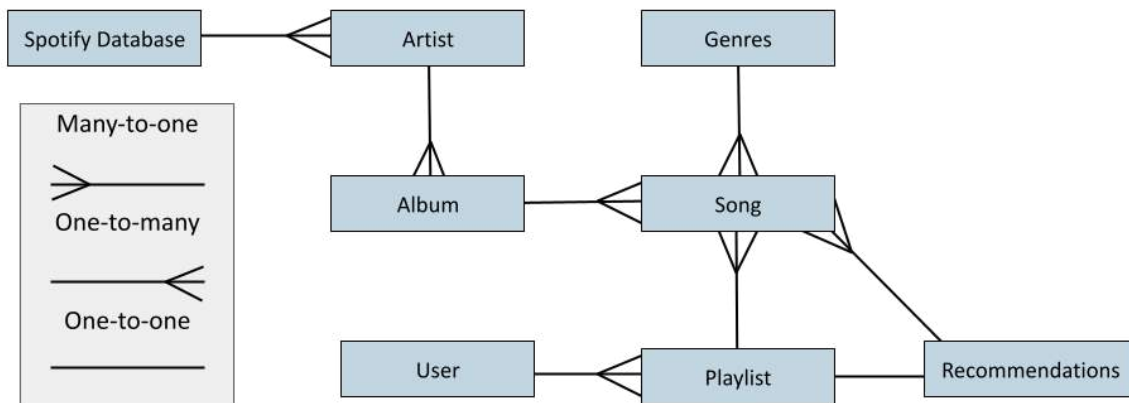 Spotify Database
Artist
Genres
Many-to-one
One-to-many
One-to-one
Album
Song
User
Playlist
Recommendations